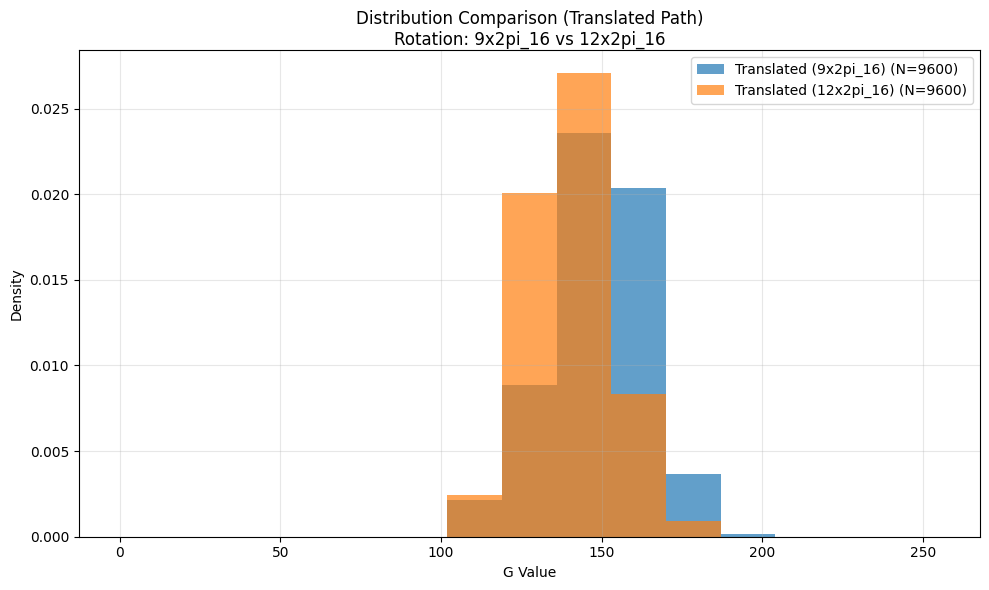 Distribution Comparison (Translated Path)
Rotation: 9x2pi_16 vs 12x2pi_16
Translated (9x2pi_16) (N=9600)
Translated (12x2pi_16) (N=9600)
Density
0.025
0.020
0.015
0.010
0.005
0.000
0 50 100 150 200 250
G Value